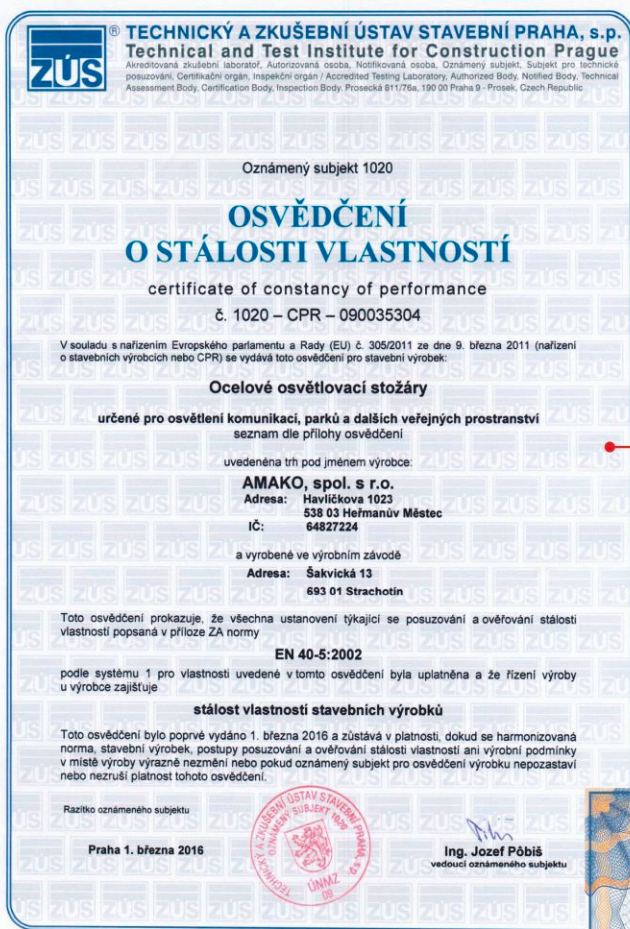 ZÚS
® TECHNICKÝ A ZKUŠEBNÍ ÚSTAV STAVEBNÍ PRAHA, s.p.
Technical and Test Institute for Construction Prague
Akreditovaná zkušební laboratoř, Autorizovaná osoba, Notifikovaná osoba, Oznámený subjekt, Subjekt pro technické
posuzování, Certifikační orgán, Inspekční orgán / Accredited Testing Laboratory, Authorized Body, Notified Body, Technical
Assessment Body, Certification Body, Inspection Body. Prosecká 811/76a, 190 00 Praha 9 - Prosek, Czech Republic
Oznámený subjekt 1020
OSVĚDČENÍ
O STÁLOSTI VLASTNOSTÍ
certificate of constancy of performance
č. 1020 – CPR – 090035304
V souladu s nařízením Evropského parlamentu a Rady (EU) č. 305/2011 ze dne 9. března 2011 (nařízení
o stavebních výrobcích nebo CPR) se vydává toto osvědčení pro stavební výrobek:
Ocelové osvětlovací stožáry
určené pro osvětlení komunikací, parků a dalších veřejných prostranství
seznam dle přílohy osvědčení
uvedenéna trh pod jménem výrobce:
AMAKO, spol. s r.o.
Adresa: Havlíčkova 1023
538 03 Heřmanův Městec
IČ: 64827224
a vyrobené ve výrobním závodě
Adresa: Šakvická 13
693 01 Strachotín
Toto osvědčení prokazuje, že všechna ustanovení týkající se posuzování a ověřování stálosti
vlastností popsaná v příloze ZA normy
EN 40-5:2002
podle systému 1 pro vlastnosti uvedené v tomto osvědčení byla uplatněna a že řízení výroby
u výrobce zajišťuje
stálost vlastností stavebních výrobků
Toto osvědčení bylo poprvé vydáno 1. března 2016 a zůstává v platnosti, dokud se harmonizovaná
norma, stavební výrobek, postupy posuzování a ověřování stálosti vlastností ani výrobní podmínky
v místě výroby výrazně nezmění nebo pokud oznámený subjekt pro osvědčení výrobku nepozastaví
nebo nezruší platnost tohoto osvědčení.
Razítko oznámeného subjektu
TECHNICKÝ A ZKUŠEBNÍ ÚSTAV STAVEBNÍ PRAHA, s.p.
OZNÁMENÝ SUBJEKT 1020
ÚNMZ
09
Praha 1. března 2016
Ing. Jozef Pôbiš
vedoucí oznámeného subjektu